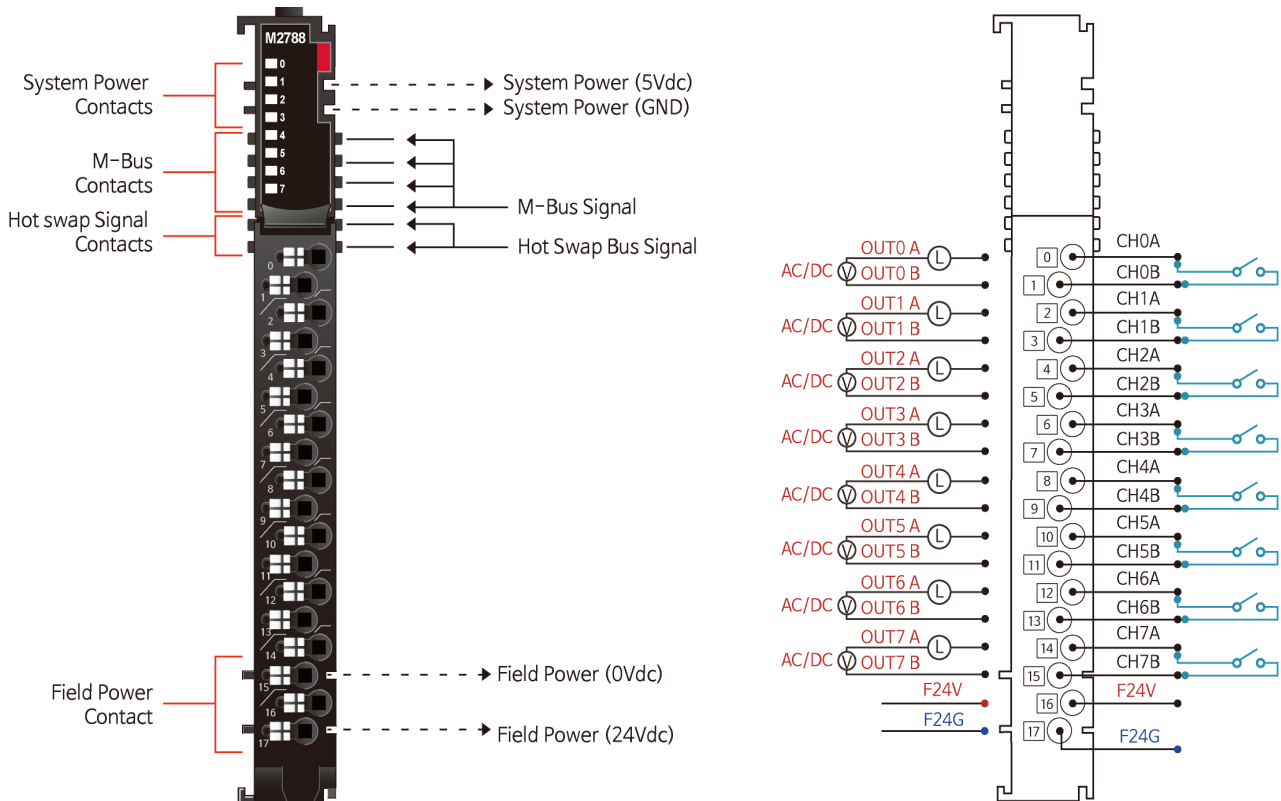 M2788
0
1
2
3
4
5
6
7
System Power
Contacts
M-Bus
Contacts
Hot swap Signal
Contacts
System Power (5Vdc)
System Power (GND)
M-Bus Signal
Hot Swap Bus Signal
0
1
2
3
4
5
6
7
8
9
10
11
12
13
14
15
16
17
Field Power
Contact
Field Power (0Vdc)
Field Power (24Vdc)
OUT0 A
AC/DC V OUT0 B
L
OUT1 A
AC/DC V OUT1 B
L
OUT2 A
AC/DC V OUT2 B
L
OUT3 A
AC/DC V OUT3 B
L
OUT4 A
AC/DC V OUT4 B
L
OUT5 A
AC/DC V OUT5 B
L
OUT6 A
AC/DC V OUT6 B
L
OUT7 A
AC/DC V OUT7 B
L
F24V
F24G
0 CH0A
1 CH0B
2 CH1A
3 CH1B
4 CH2A
5 CH2B
6 CH3A
7 CH3B
8 CH4A
9 CH4B
10 CH5A
11 CH5B
12 CH6A
13 CH6B
14 CH7A
15 CH7B
16 F24V
17 F24G